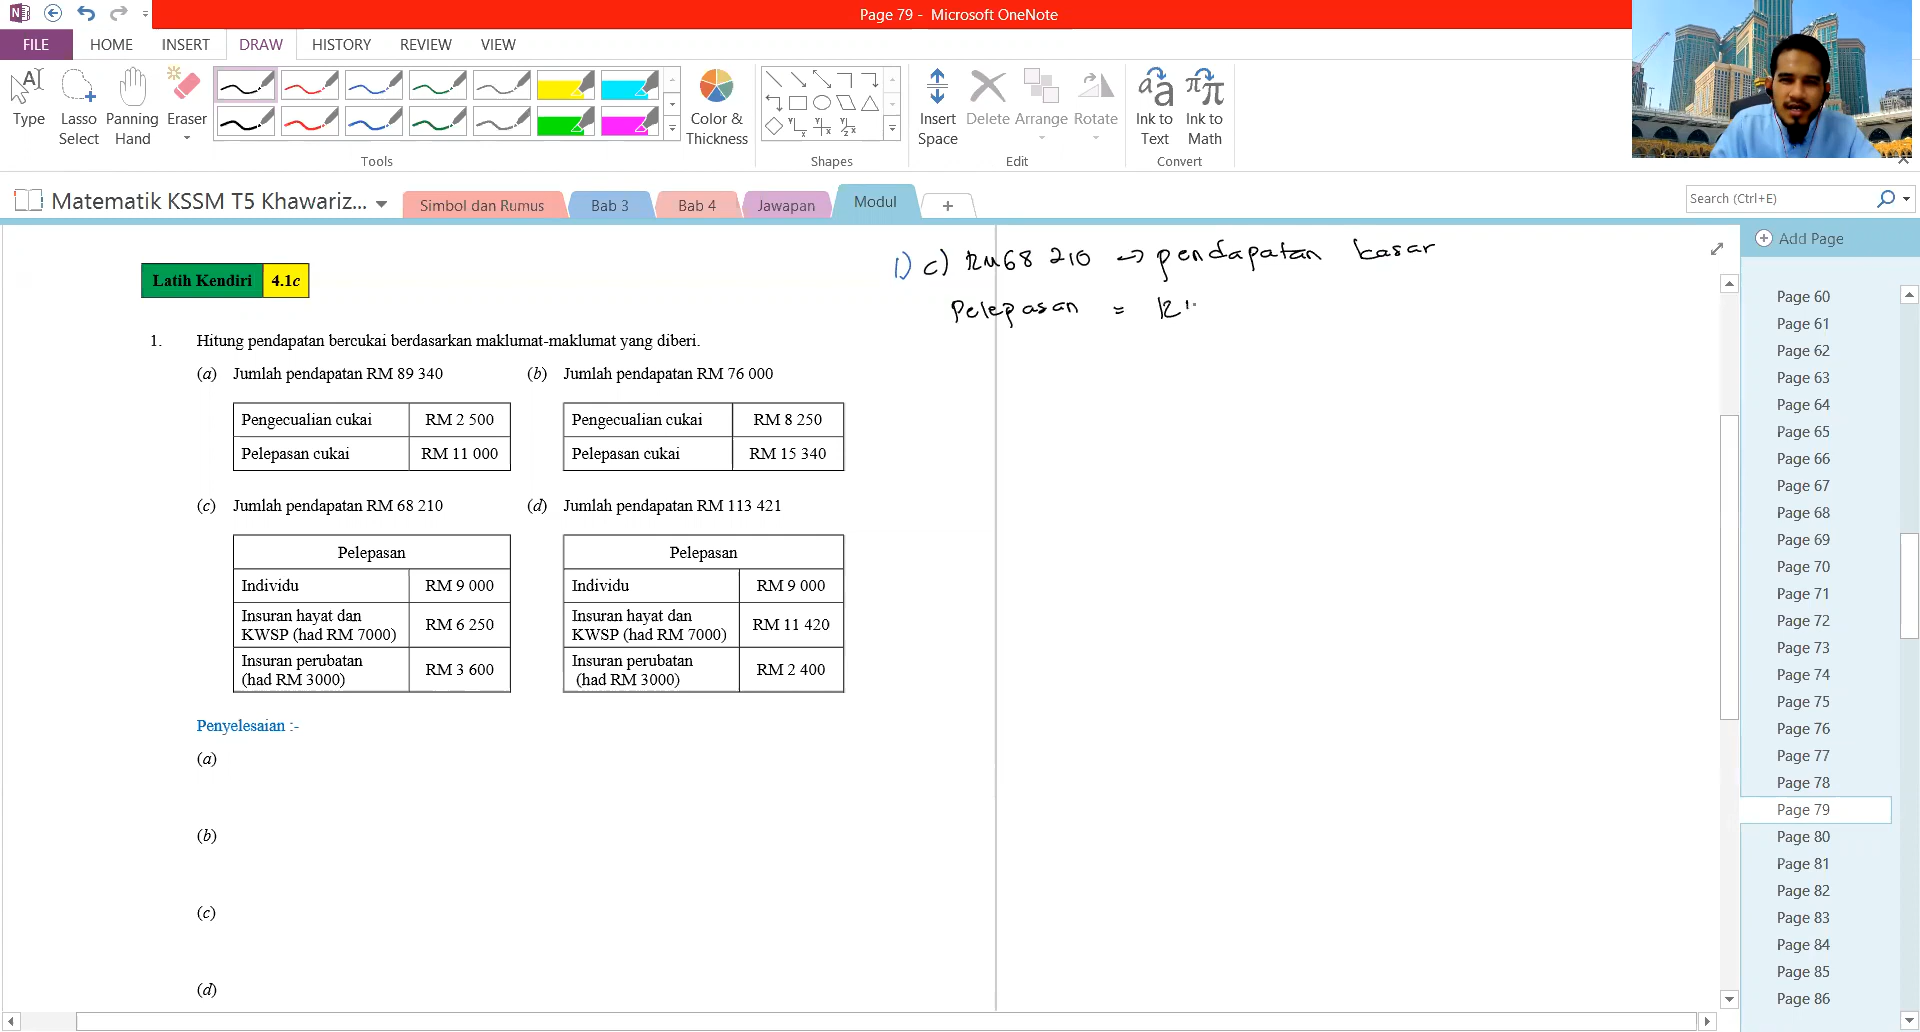 Page 79 - Microsoft OneNote
FILE HOME INSERT DRAW HISTORY REVIEW VIEW
Type
Lasso Select
Panning Hand
Eraser
Color & Thickness
Insert Space
Delete
Arrange
Rotate
Ink to Text
Ink to Math
Tools
Shapes
Edit
Convert
Matematik KSSM T5 Khawariz...
Simbol dan Rumus
Bab 3
Bab 4
Jawapan
Modul
Search (Ctrl+E)
Latih Kendiri 4.1c
1. Hitung pendapatan bercukai berdasarkan maklumat-maklumat yang diberi.
(a) Jumlah pendapatan RM 89 340
Pengecualian cukai RM 2 500
Pelepasan cukai RM 11 000
(b) Jumlah pendapatan RM 76 000
Pengecualian cukai RM 8 250
Pelepasan cukai RM 15 340
(c) Jumlah pendapatan RM 68 210
Pelepasan
Individu RM 9 000
Insuran hayat dan
KWSP (had RM 7000) RM 6 250
Insuran perubatan
(had RM 3000) RM 3 600
(d) Jumlah pendapatan RM 113 421
Pelepasan
Individu RM 9 000
Insuran hayat dan
KWSP (had RM 7000) RM 11 420
Insuran perubatan
(had RM 3000) RM 2 400
Penyelesaian :-
(a)
(b)
(c)
(d)
1) c) RM68 210 → pendapatan kasar
Pelepasan =
Add Page
Page 60
Page 61
Page 62
Page 63
Page 64
Page 65
Page 66
Page 67
Page 68
Page 69
Page 70
Page 71
Page 72
Page 73
Page 74
Page 75
Page 76
Page 77
Page 78
Page 79
Page 80
Page 81
Page 82
Page 83
Page 84
Page 85
Page 86